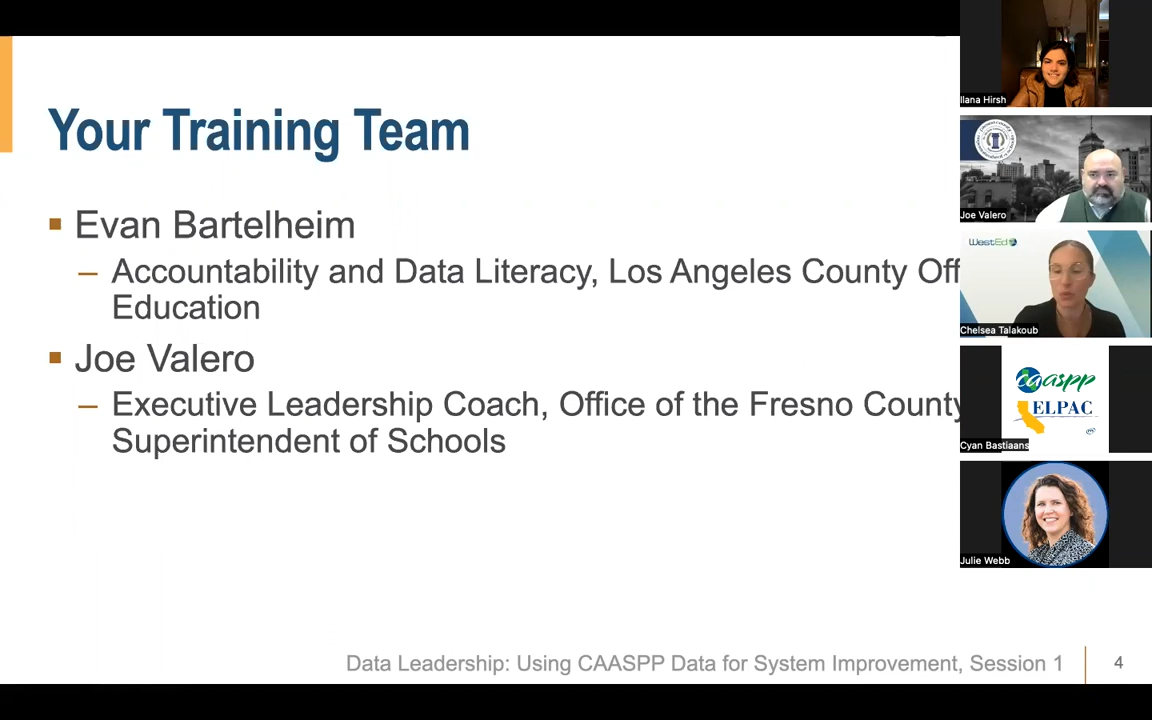 Your Training Team
Evan Bartelheim
– Accountability and Data Literacy, Los Angeles County Off
Education
Joe Valero
– Executive Leadership Coach, Office of the Fresno County
Superintendent of Schools
Data Leadership: Using CAASPP Data for System Improvement, Session 1
4
Ilana Hirsh
Joe Valero
WestEd
Chelsea Talakoub
caaspp
ELPAC
Cyan Bastiaans
Julie Webb